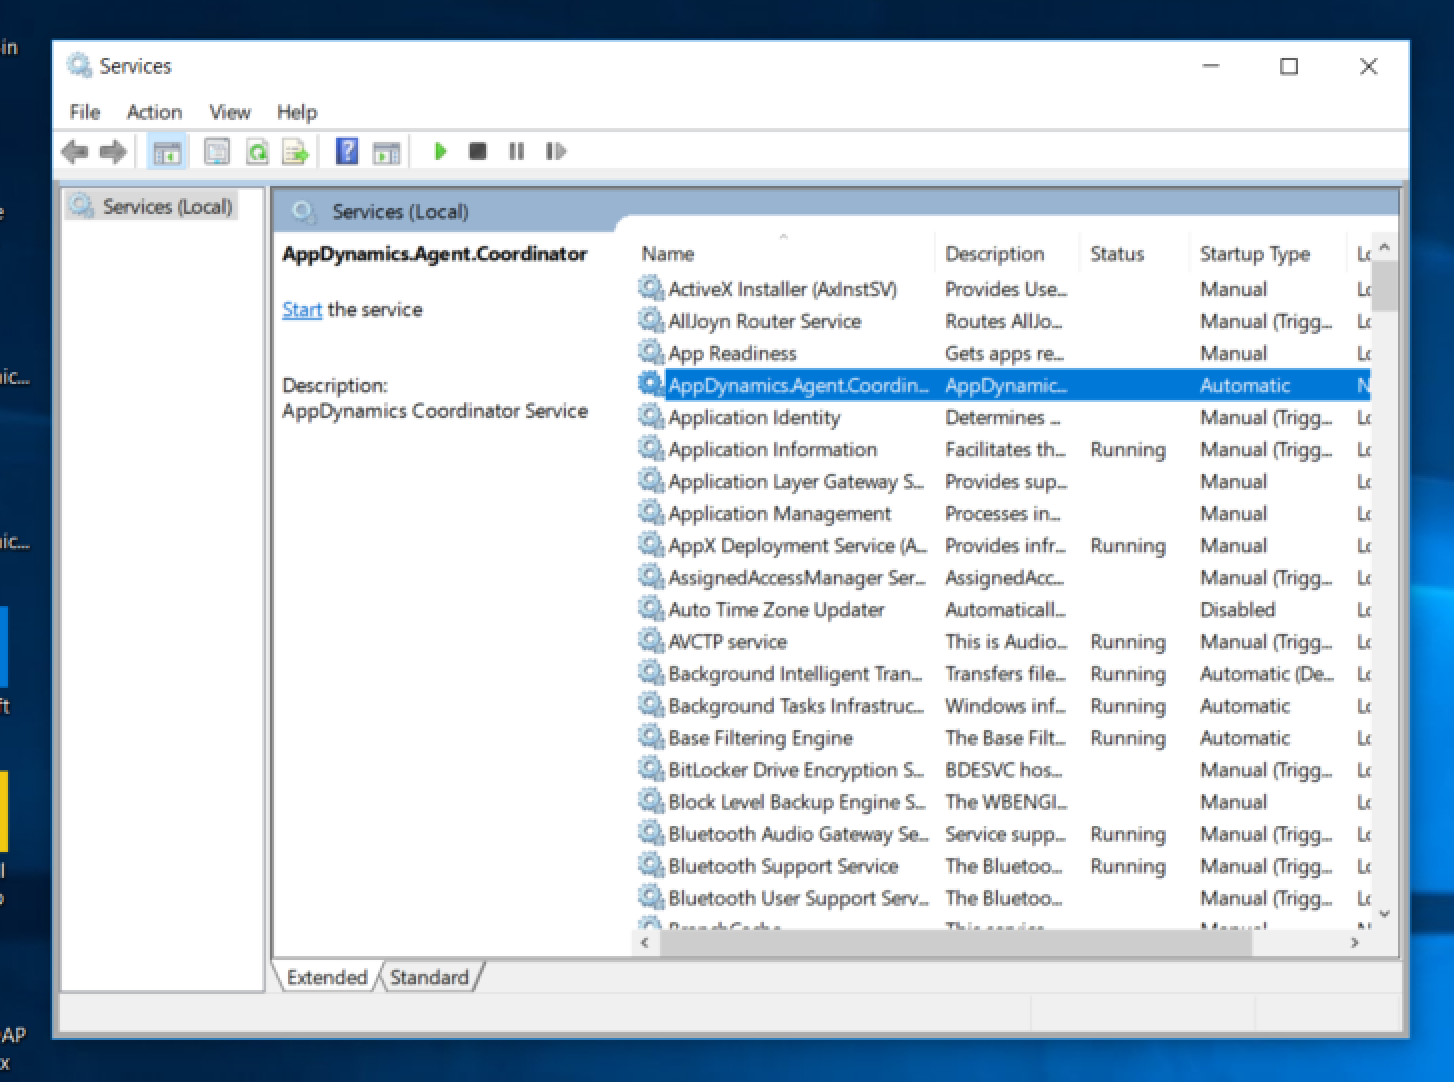 in
Services
File Action View Help
Services (Local)
Services (Local)
AppDynamics.Agent.Coordinator
Start the service
Description:
AppDynamics Coordinator Service
Name Description Status Startup Type Lo
ActiveX Installer (AxInstSV) Provides Use... Manual Lo
AllJoyn Router Service Routes AllJo... Manual (Trigg... Lo
App Readiness Gets apps re... Manual Lo
AppDynamics.Agent.Coordin... AppDynamic... Automatic N
Application Identity Determines ... Manual (Trigg... Lo
Application Information Facilitates th... Running Manual (Trigg... Lo
Application Layer Gateway S... Provides sup... Manual Lo
Application Management Processes in... Manual Lo
AppX Deployment Service (A... Provides infr... Running Manual Lo
AssignedAccessManager Ser... AssignedAcc... Manual (Trigg... Lo
Auto Time Zone Updater Automaticall... Disabled Lo
AVCTP service This is Audio... Running Manual (Trigg... Lo
Background Intelligent Tran... Transfers file... Running Automatic (De... Lo
Background Tasks Infrastruc... Windows inf... Running Automatic Lo
Base Filtering Engine The Base Filt... Running Automatic Lo
BitLocker Drive Encryption S... BDESVC hos... Manual (Trigg... Lo
Block Level Backup Engine S... The WBENGI... Manual Lo
Bluetooth Audio Gateway Se... Service supp... Running Manual (Trigg... Lo
Bluetooth Support Service The Bluetoo... Running Manual (Trigg... Lo
Bluetooth User Support Serv... The Bluetoo... Manual (Trigg... Lo
BranchCache This service Manual N
Extended Standard
ic...
ic...
ft
AP
x